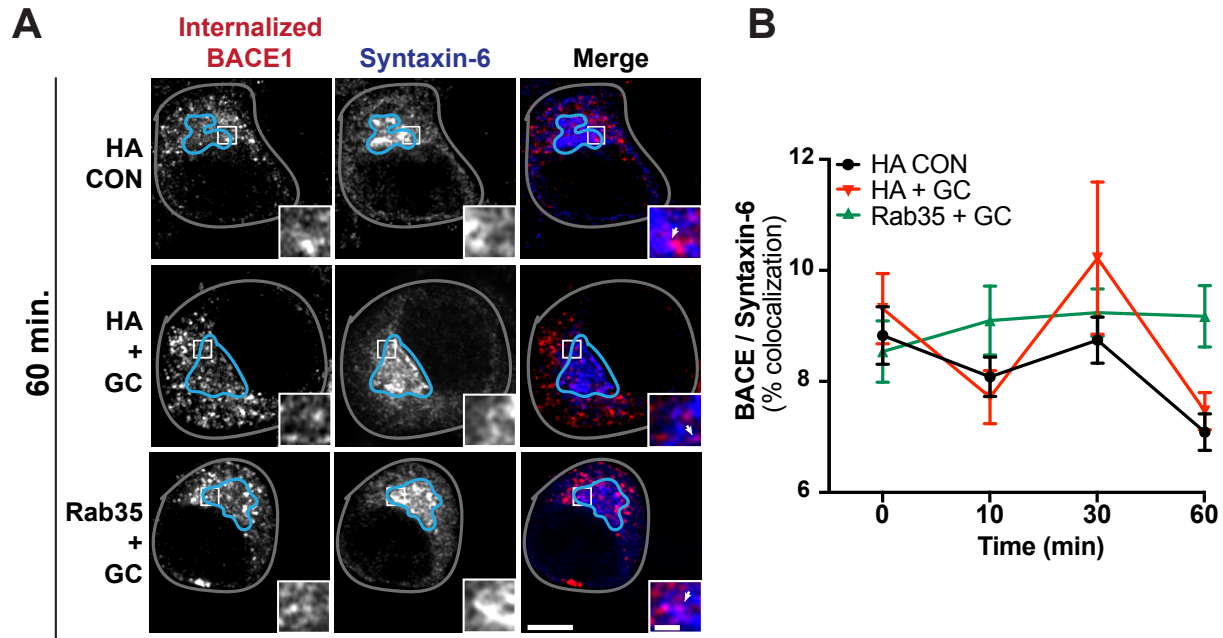 A
Internalized
BACE1
Syntaxin-6
Merge
60 min.
HA
CON
HA
+
GC
Rab35
+
GC
B
HA CON
HA + GC
Rab35 + GC
BACE / Syntaxin-6
(% colocalization)
12
10
8
6
0 10 30 60
Time (min)